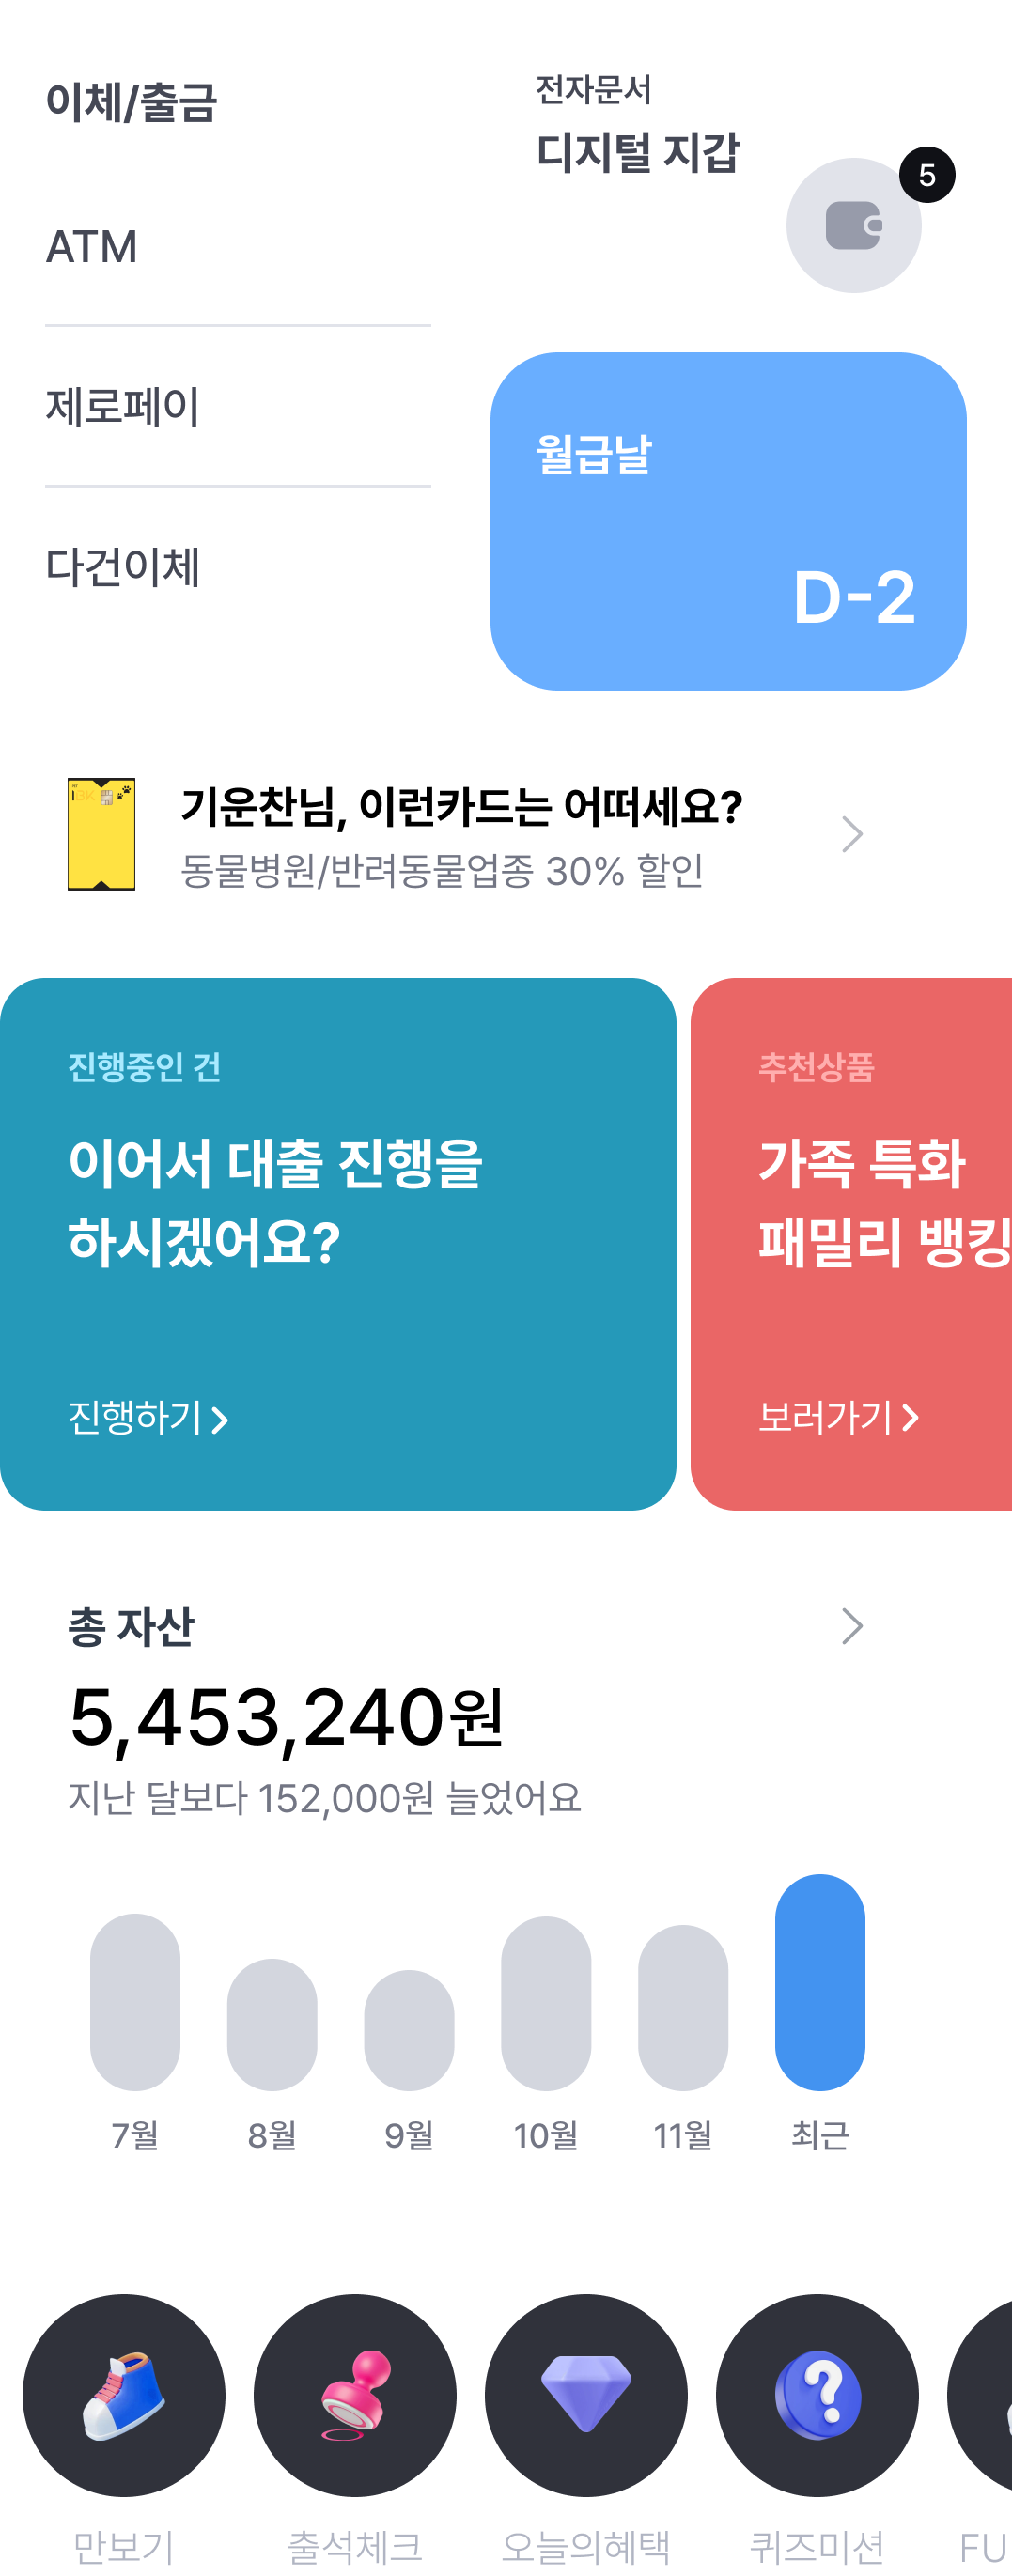 이체/출금
ATM
제로페이
다건이체
전자문서
디지털 지갑
5
월급날
D-2
기운찬님, 이런카드는 어떠세요?
동물병원/반려동물업종 30% 할인
진행중인 건
이어서 대출 진행을
하시겠어요?
진행하기
추천상품
가족 특화
패밀리 뱅킹
보러가기
총 자산
5,453,240원
지난 달보다 152,000원 늘었어요
7월 8월 9월 10월 11월 최근
만보기 출석체크 오늘의혜택 퀴즈미션 FU